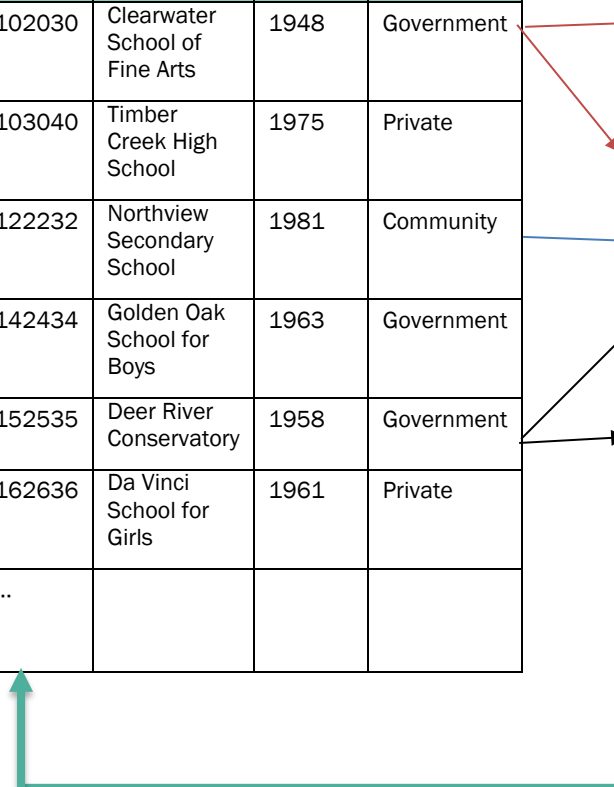 102030 Clearwater 1948 Government
School of
Fine Arts
103040 Timber 1975 Private
Creek High
School
122232 Northview 1981 Community
Secondary
School
142434 Golden Oak 1963 Government
School for
Boys
152535 Deer River 1958 Government
Conservatory
162636 Da Vinci 1961 Private
School for
Girls
..